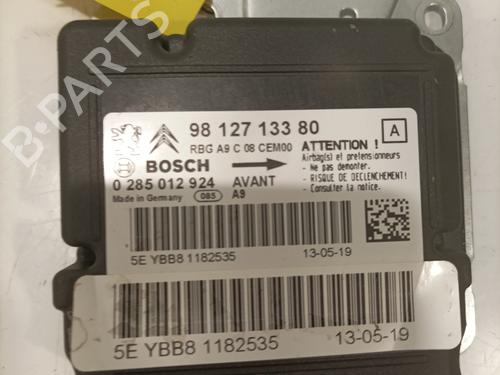 B-PARTS
98 127 133 80
A
RBG A9 C 08 CEM00
ATTENTION !
Airbag(s) et pretensionneurs
- Ne pas demonter.
- RISQUE DE DECLENCHEMENT!
- Consulter la notice.
BOSCH
0 285 012 924
AVANT
Made in Germany
085
A9
5E YBB8 1182535
13-05-19
5E YBB8 1182535
13-05-19